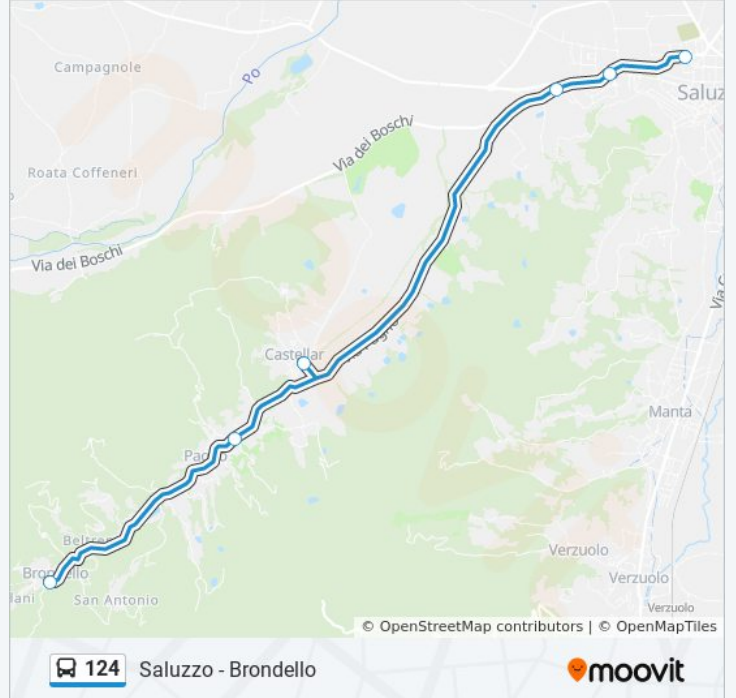 Campagnole
Po
Saluz
Via dei Boschi
Roata Coffeneri
Via dei Boschi
Castellar
Manta
Verzuolo
Verzuolo
Verzuolo
San Antonio
© OpenStreetMap contributors | © OpenMapTiles
124 Saluzzo - Brondello
moovit